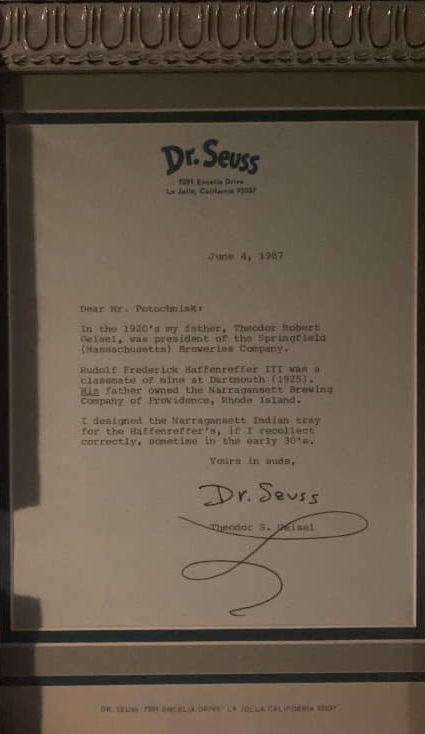 Dr. Seuss
7301 Encelia Drive
La Jolla, California 92037
June 4, 1987
Dear Mr. Potochniak:
In the 1920's my father, Theodor Robert
Geisel, was president of the Springfield
(Massachusetts) Breweries Company.
Rudolf Frederick Haffenreffer III was a
classmate of mine at Dartmouth (1925).
His father owned the Narragansett Brewing
Company of Providence, Rhode Island.
I designed the Narragansett Indian tray
for the Haffenreffer's, if I recollect
correctly, sometime in the early 30's.
Yours in suds,
Dr. Seuss
Theodor S. Geisel
DR. SEUSS · 7301 ENCELIA DRIVE · LA JOLLA CALIFORNIA 92037